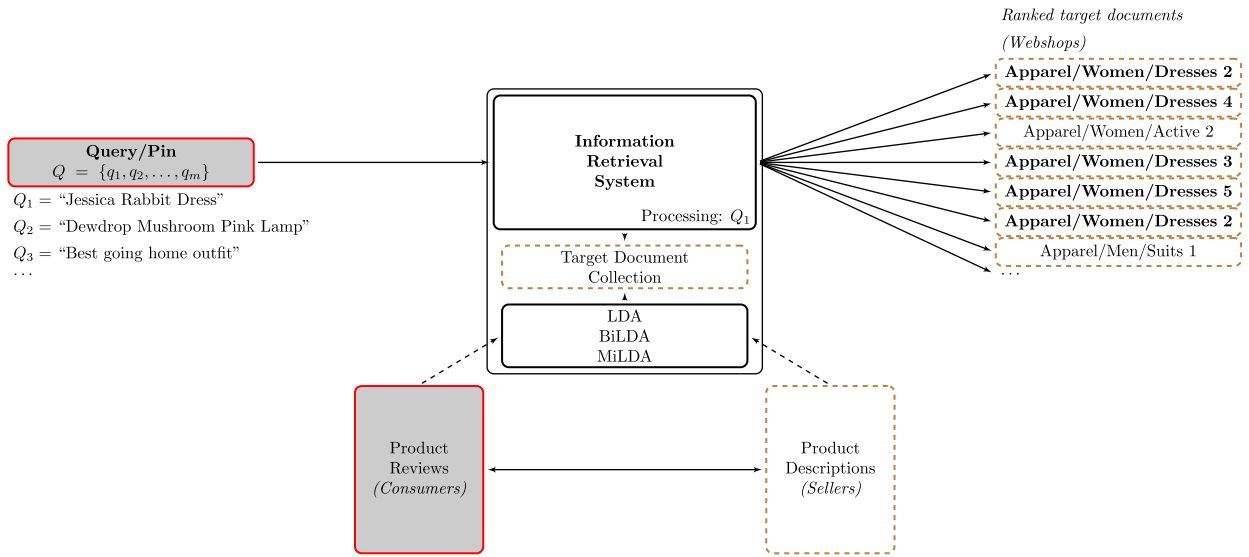 Ranked target documents
(Webshops)
Query/Pin
Q = {q₁, q₂, . . . , qₘ}
Q₁ = “Jessica Rabbit Dress”
Q₂ = “Dewdrop Mushroom Pink Lamp”
Q₃ = “Best going home outfit”
. . .
Information
Retrieval
System
Processing: Q₁
Target Document
Collection
LDA
BiLDA
MiLDA
Apparel/Women/Dresses 2
Apparel/Women/Dresses 4
Apparel/Women/Active 2
Apparel/Women/Dresses 3
Apparel/Women/Dresses 5
Apparel/Women/Dresses 2
Apparel/Men/Suits 1
. . .
Product
Reviews
(Consumers)
Product
Descriptions
(Sellers)